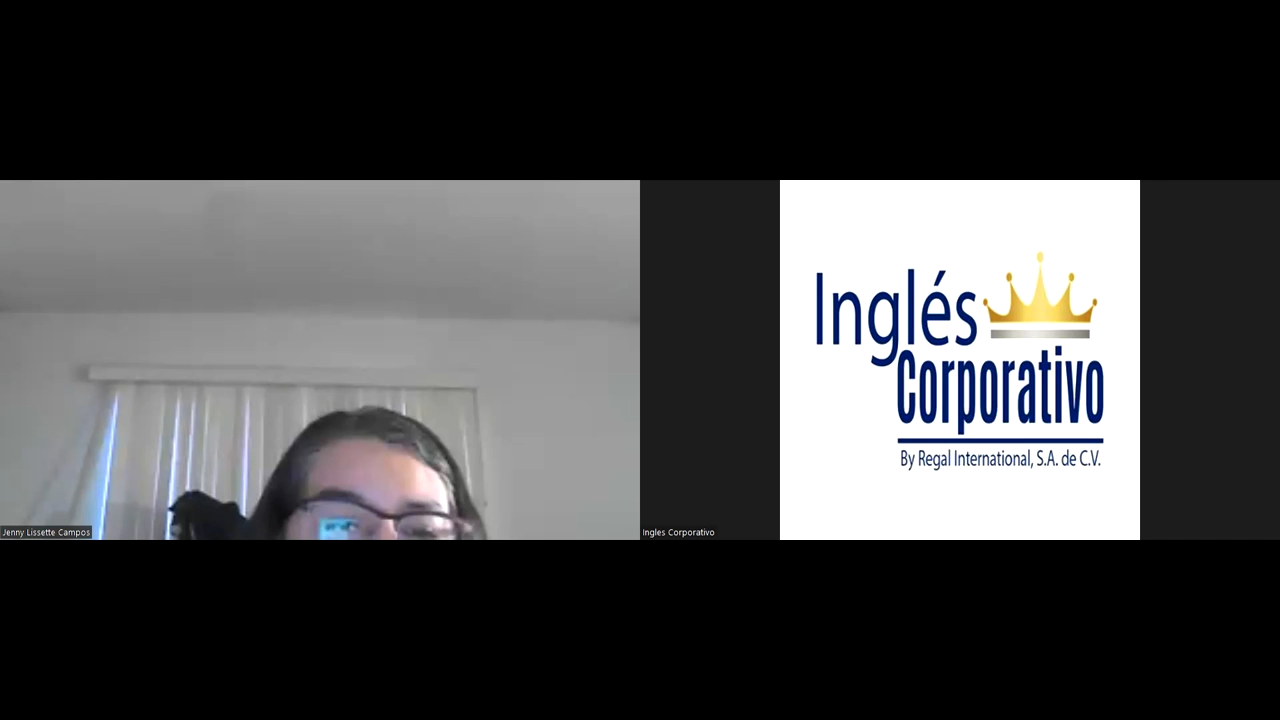 Inglés
Corporativo
By Regal International, S.A. de C.V.
Jenny Lissette Campos
Ingles Corporativo